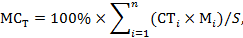 MC_T = 100% × ∑_{i=1}^{n} (CT_i × M_i)/S,